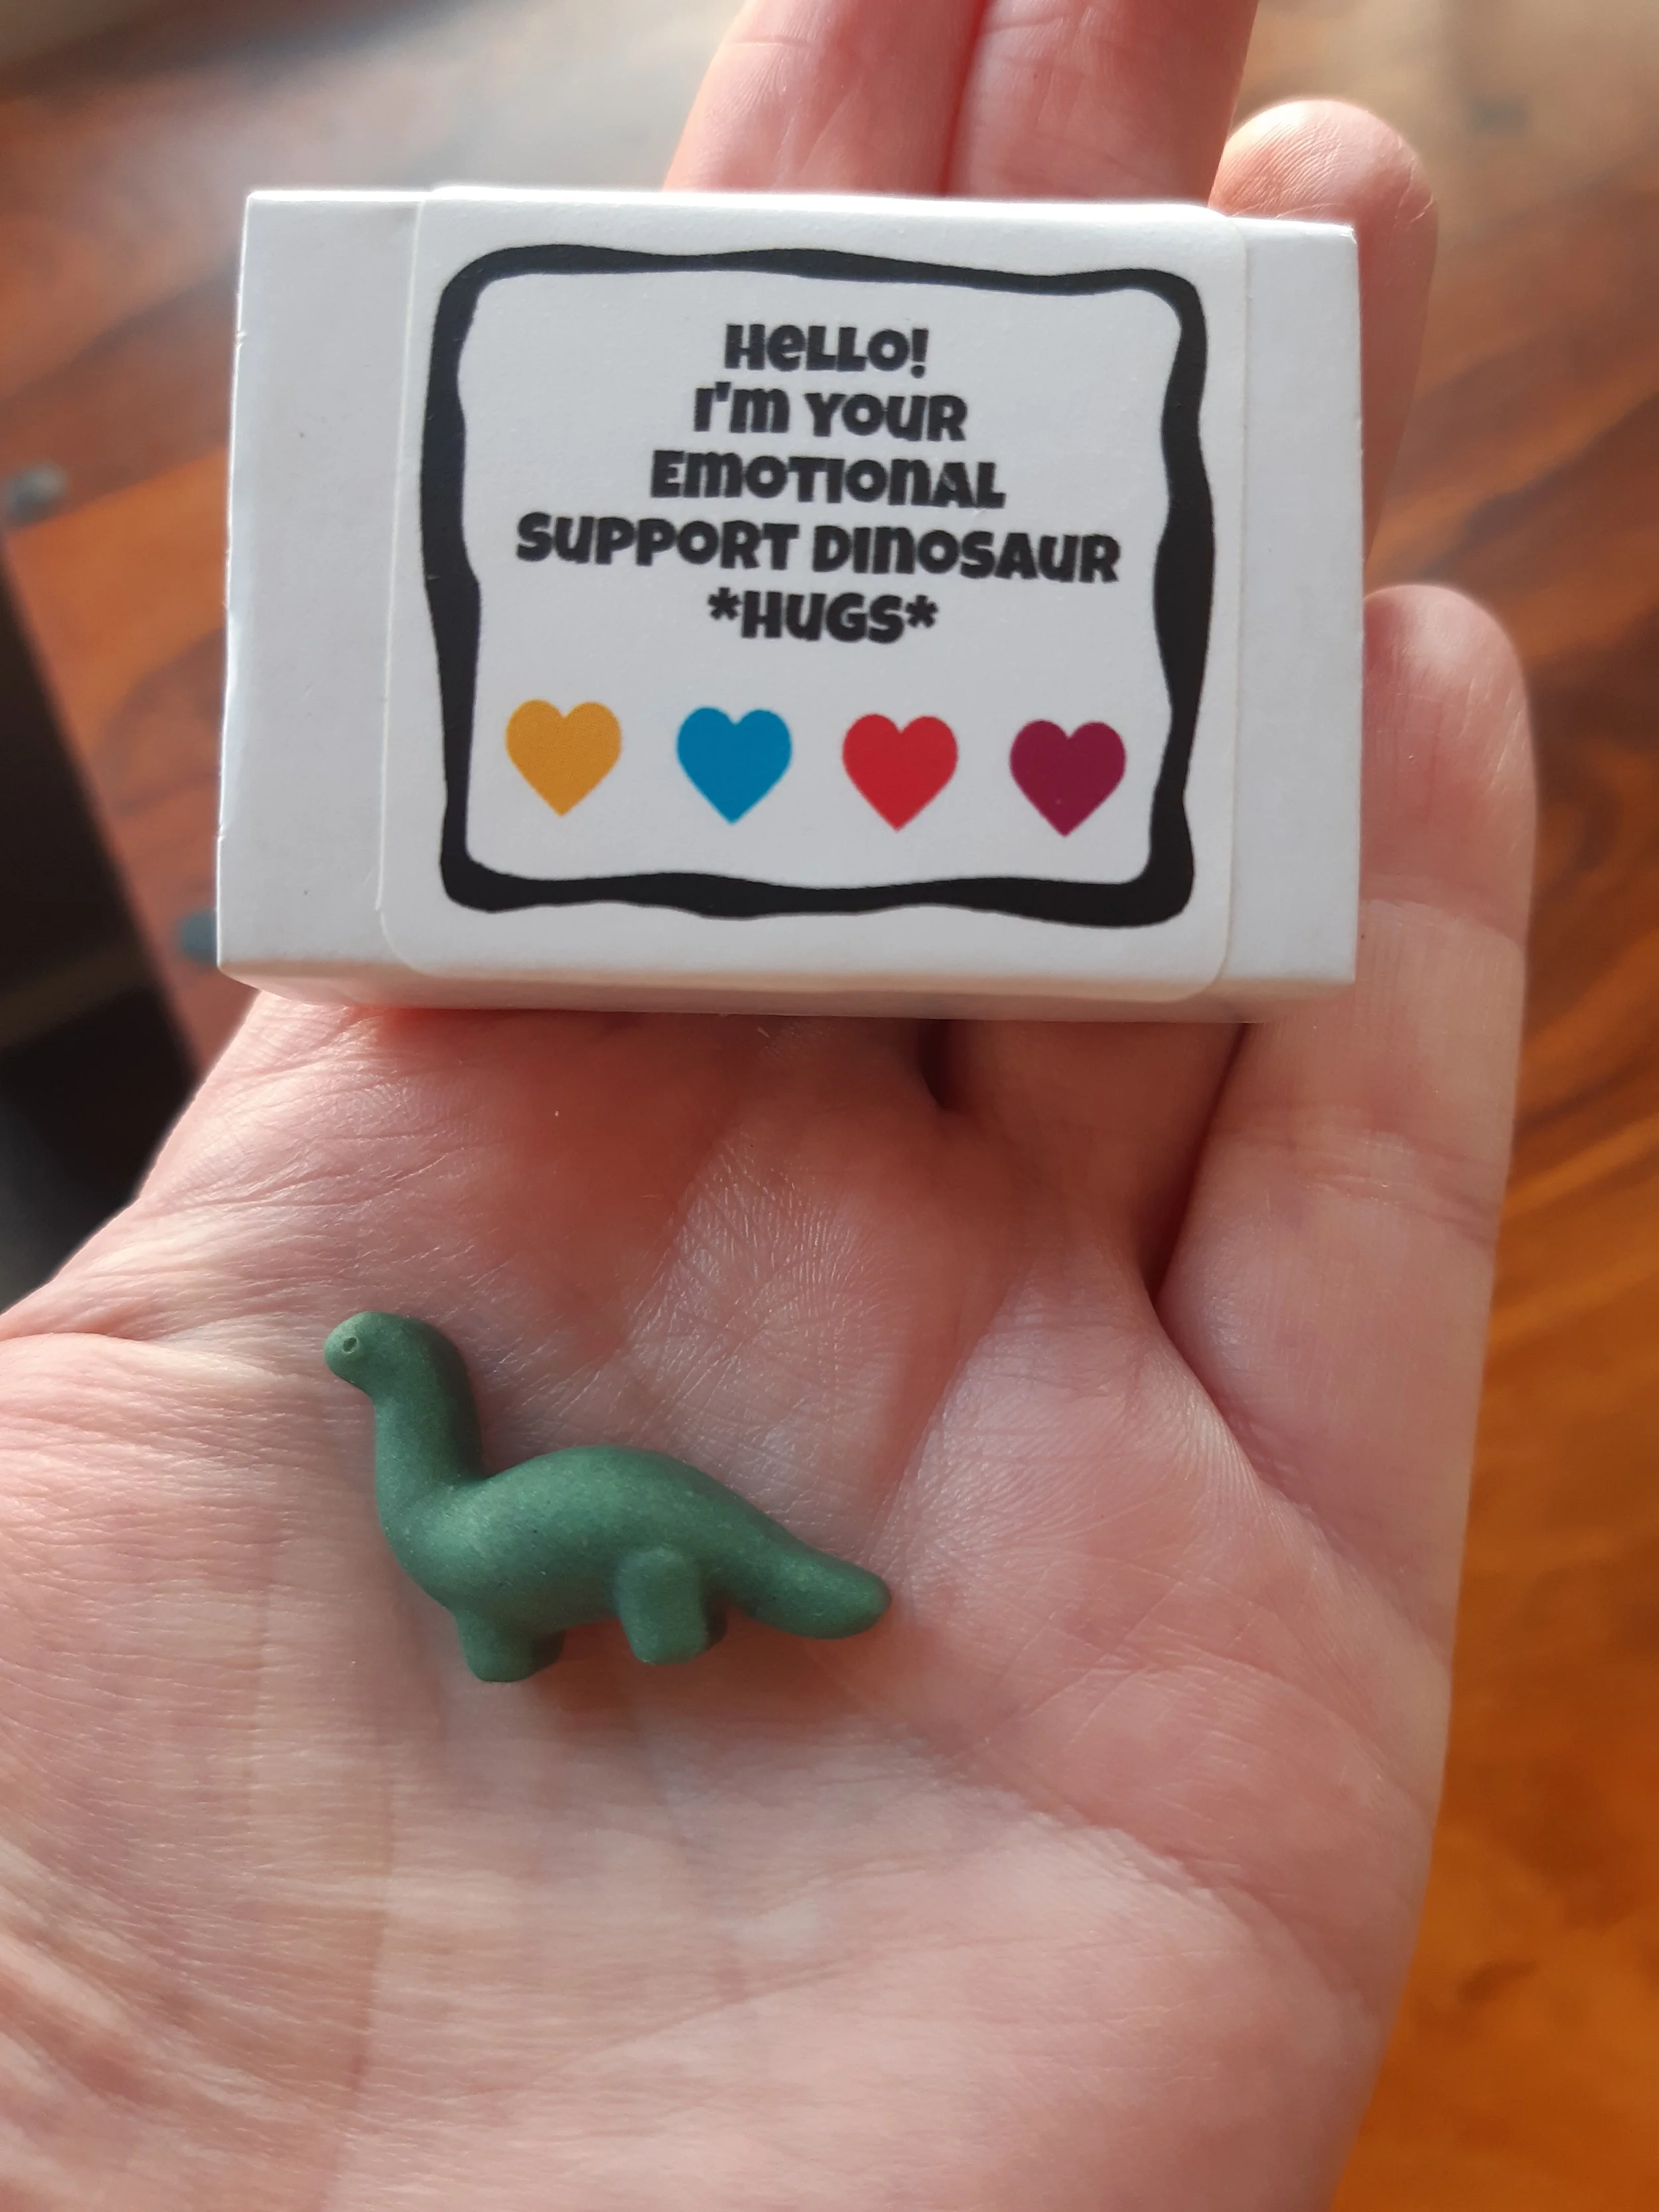 Hello!
I'm your
Emotional
Support Dinosaur
*Hugs*